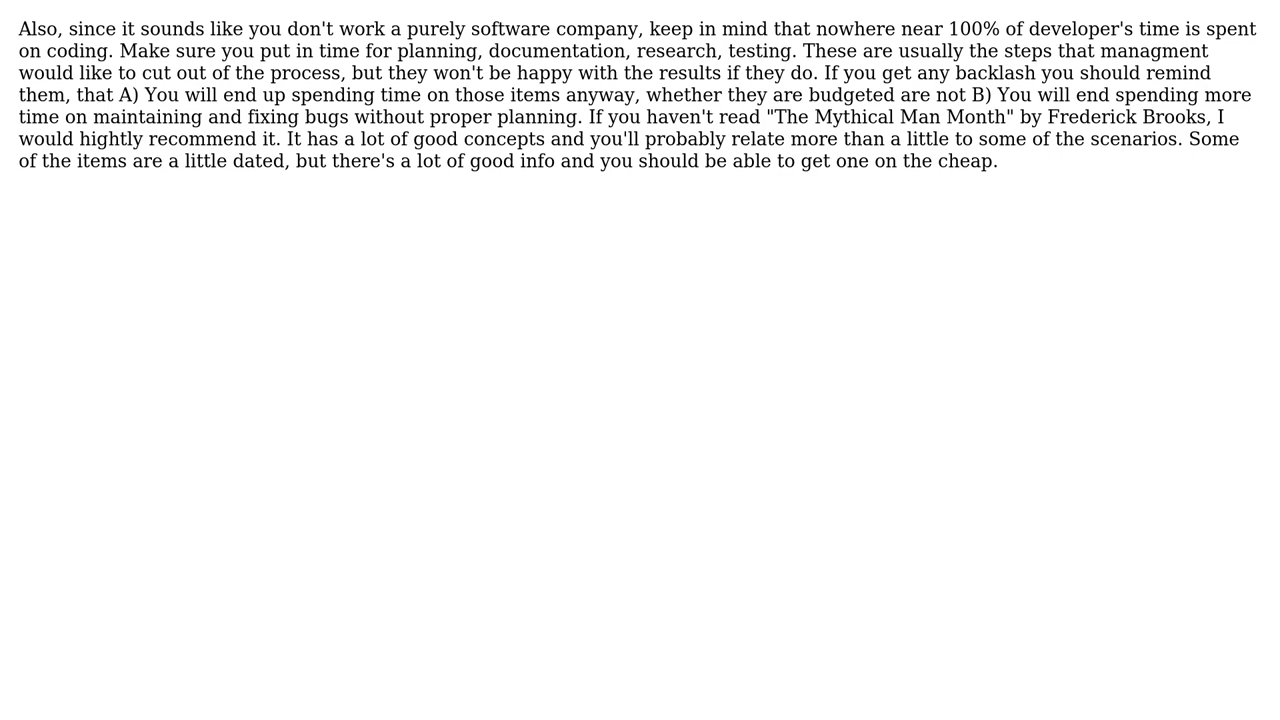 Also, since it sounds like you don't work a purely software company, keep in mind that nowhere near 100% of developer's time is spent
on coding. Make sure you put in time for planning, documentation, research, testing. These are usually the steps that managment
would like to cut out of the process, but they won't be happy with the results if they do. If you get any backlash you should remind
them, that A) You will end up spending time on those items anyway, whether they are budgeted are not B) You will end spending more
time on maintaining and fixing bugs without proper planning. If you haven't read "The Mythical Man Month" by Frederick Brooks, I
would hightly recommend it. It has a lot of good concepts and you'll probably relate more than a little to some of the scenarios. Some
of the items are a little dated, but there's a lot of good info and you should be able to get one on the cheap.